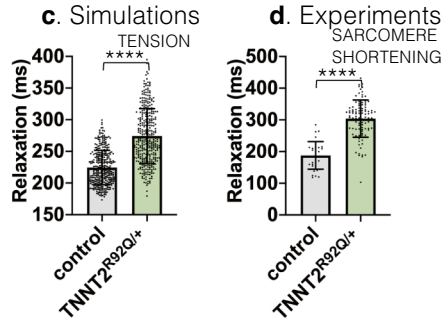 c. Simulations
TENSION
****
Relaxation (ms)
400
350
300
250
200
150
control
TNNT2R92Q/+
d. Experiments
SARCOMERE
SHORTENING
****
Relaxation (ms)
500
400
300
200
100
0
control
TNNT2R92Q/+